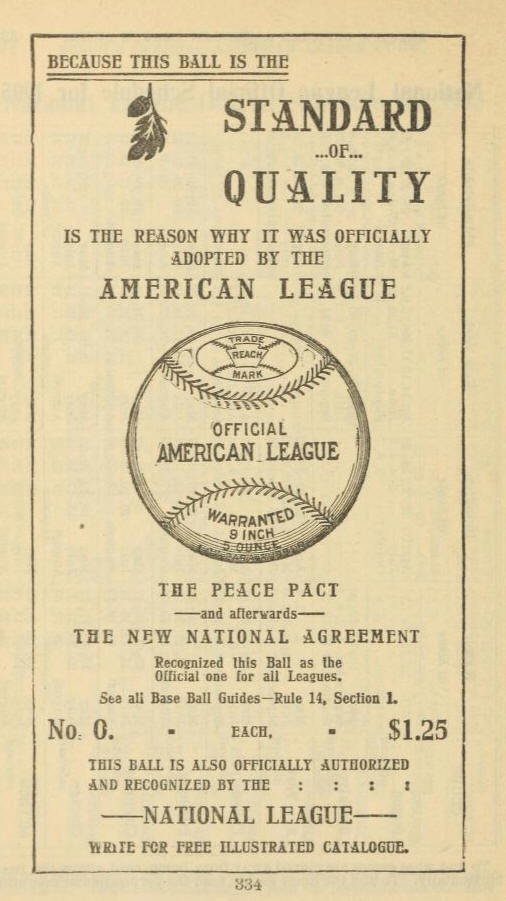 BECAUSE THIS BALL IS THE
STANDARD
...OF...
QUALITY
IS THE REASON WHY IT WAS OFFICIALLY
ADOPTED BY THE
AMERICAN LEAGUE
TRADE
REACH
MARK
OFFICIAL
AMERICAN LEAGUE
WARRANTED
9 INCH
5 OUNCE
THE PEACE PACT
—and afterwards—
THE NEW NATIONAL AGREEMENT
Recognized this Ball as the
Official one for all Leagues.
See all Base Ball Guides—Rule 14, Section 1.
No. 0. - EACH, - $1.25
THIS BALL IS ALSO OFFICIALLY AUTHORIZED
AND RECOGNIZED BY THE : : : :
—NATIONAL LEAGUE—
WRITE FOR FREE ILLUSTRATED CATALOGUE.
334